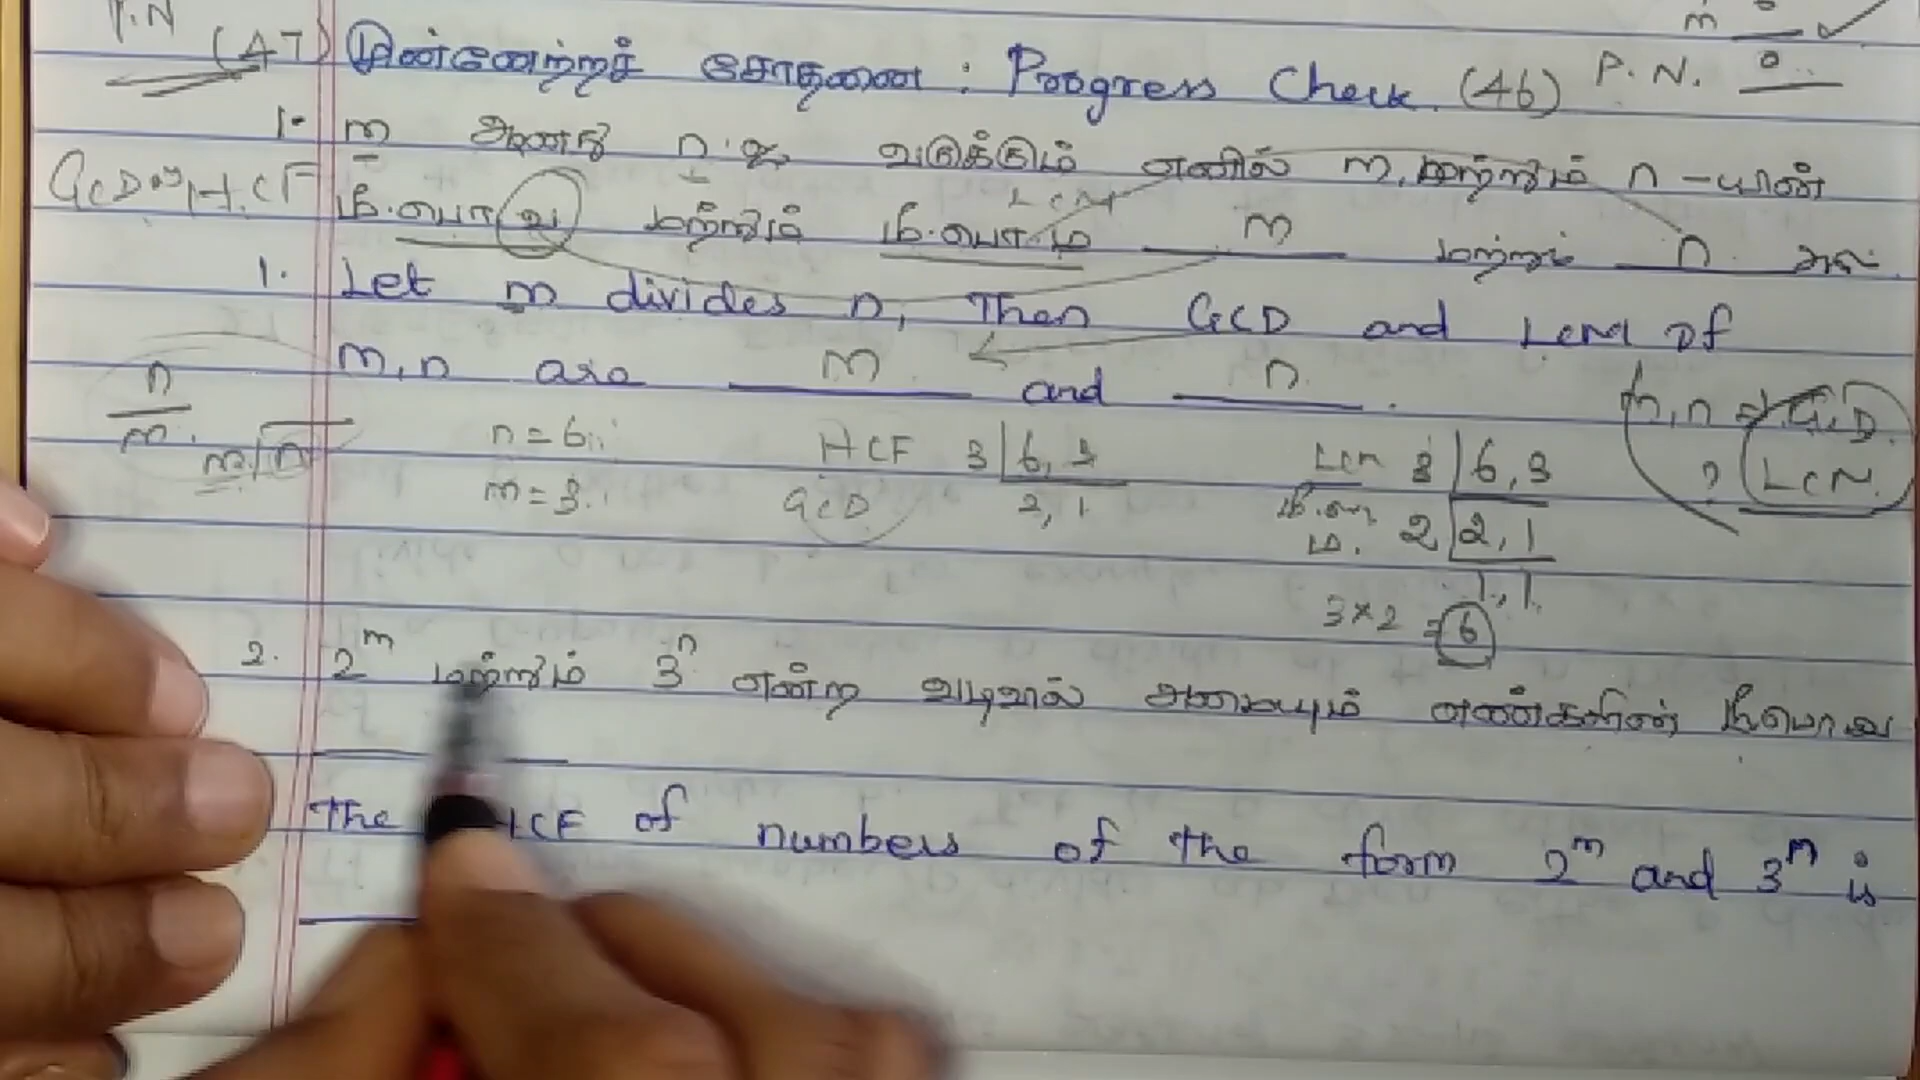 P.N (47) முன்னேற்றச் சோதனை : Progress Check. (46) P.N.
1. m ஆனது n ஐ வகுக்கும் எனில் m, மற்றும் n -யான்
GCD HCF மீ.பொ வ மற்றும் மீ.பொ.ம LCM m மற்றும் n
1. Let m divides n, Then GCD and LCM of
m, n are m and n.
n/m
m/n
n = 6
m = 3
HCF 3 | 6, 3
GCD 2, 1
LCM 3 | 6, 3
2 | 2, 1
1, 1.
3 × 2 = 6
m, n ⇒ G.C.D.
? LCM.
2. 2^m மற்றும் 3^n என்ற வடிவில் அமையும் எண்களின் மீபொவ
The HCF of numbers of the form 2^m and 3^n is